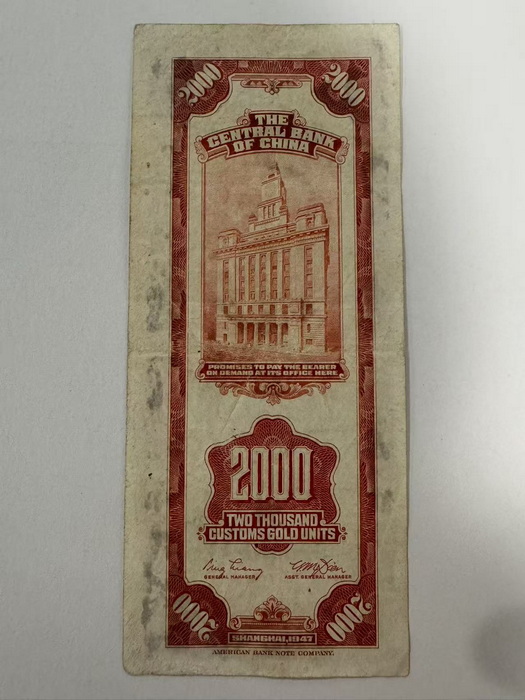 2000 2000
THE
CENTRAL BANK
OF CHINA
PROMISES TO PAY THE BEARER
ON DEMAND AT ITS OFFICE HERE
2000
TWO THOUSAND
CUSTOMS GOLD UNITS
GENERAL MANAGER ASST. GENERAL MANAGER
2000 2000
SHANGHAI, 1947
AMERICAN BANK NOTE COMPANY.